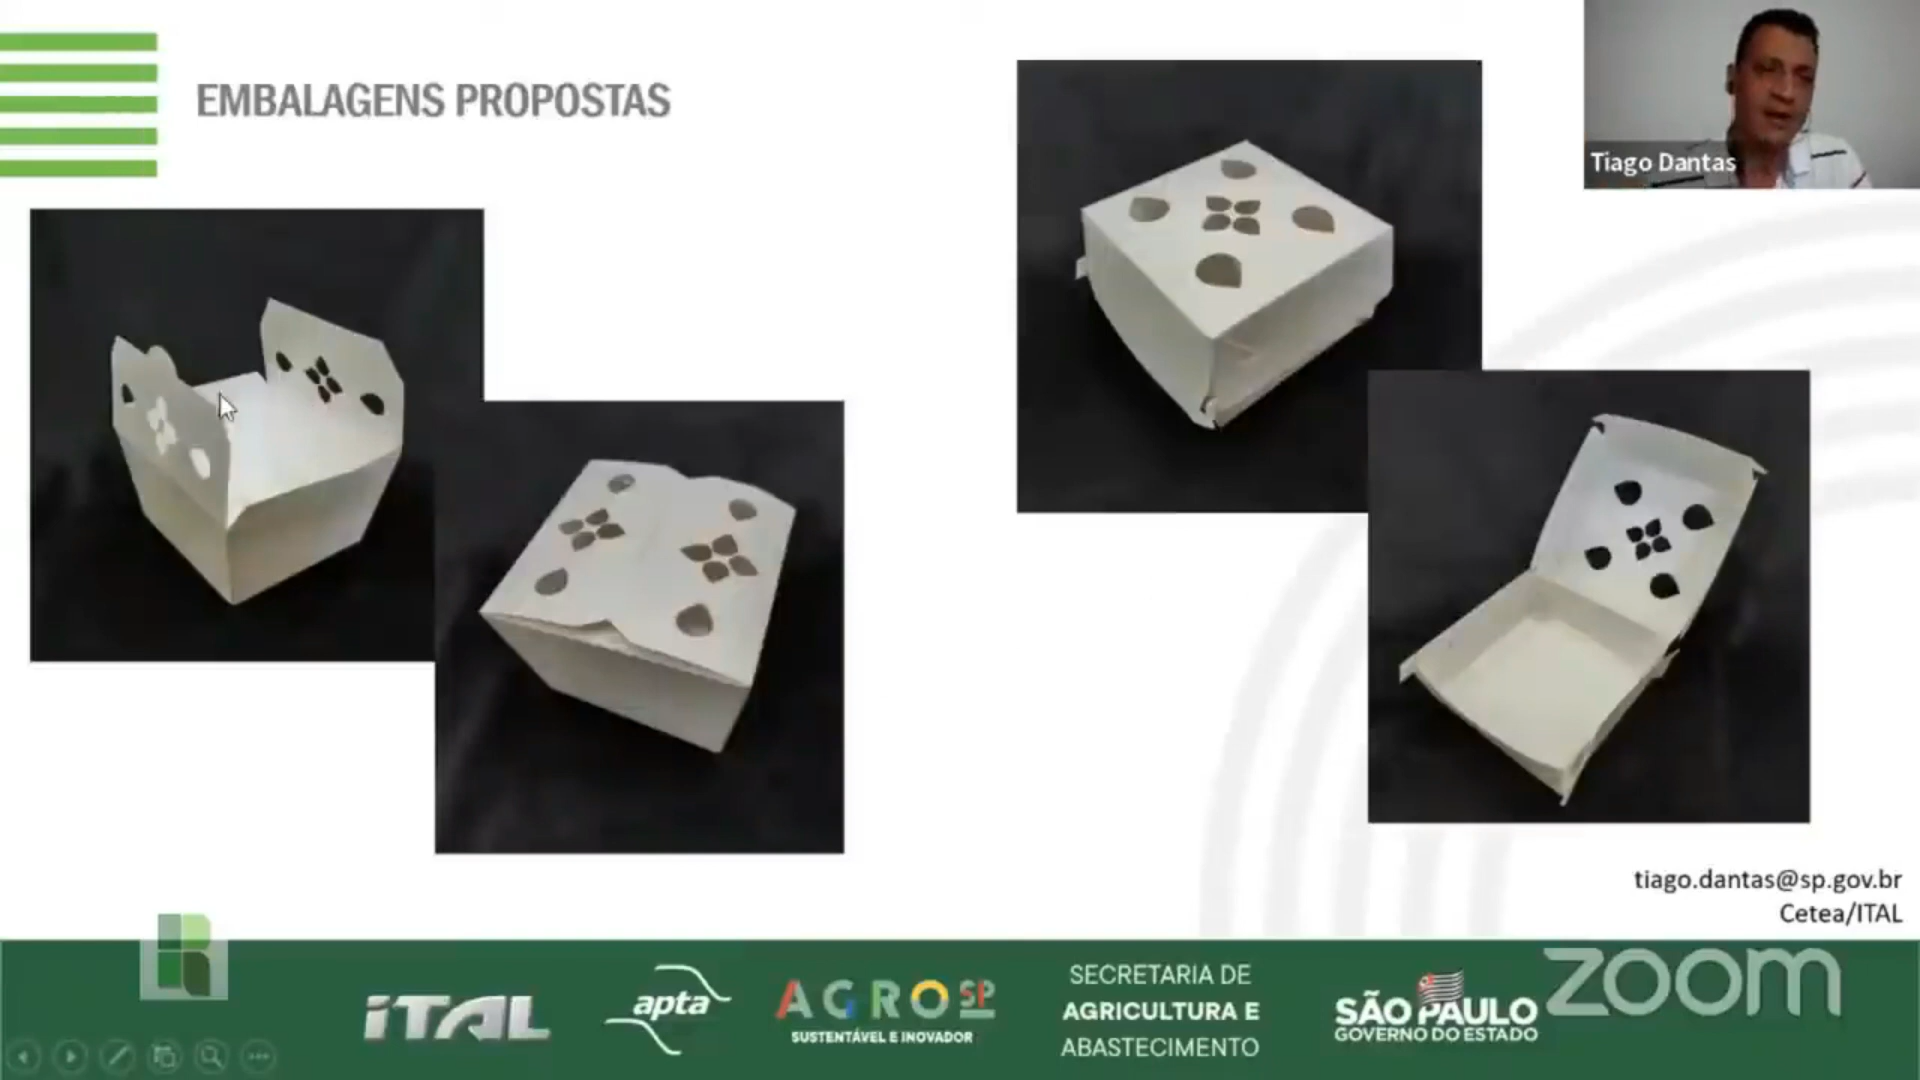 EMBALAGENS PROPOSTAS
Tiago Dantas
tiago.dantas@sp.gov.br
Cetea/ITAL
iTAL
apta
AGRO SP
SUSTENTÁVEL E INOVADOR
SECRETARIA DE
AGRICULTURA E
ABASTECIMENTO
SÃO PAULO
GOVERNO DO ESTADO
zoom